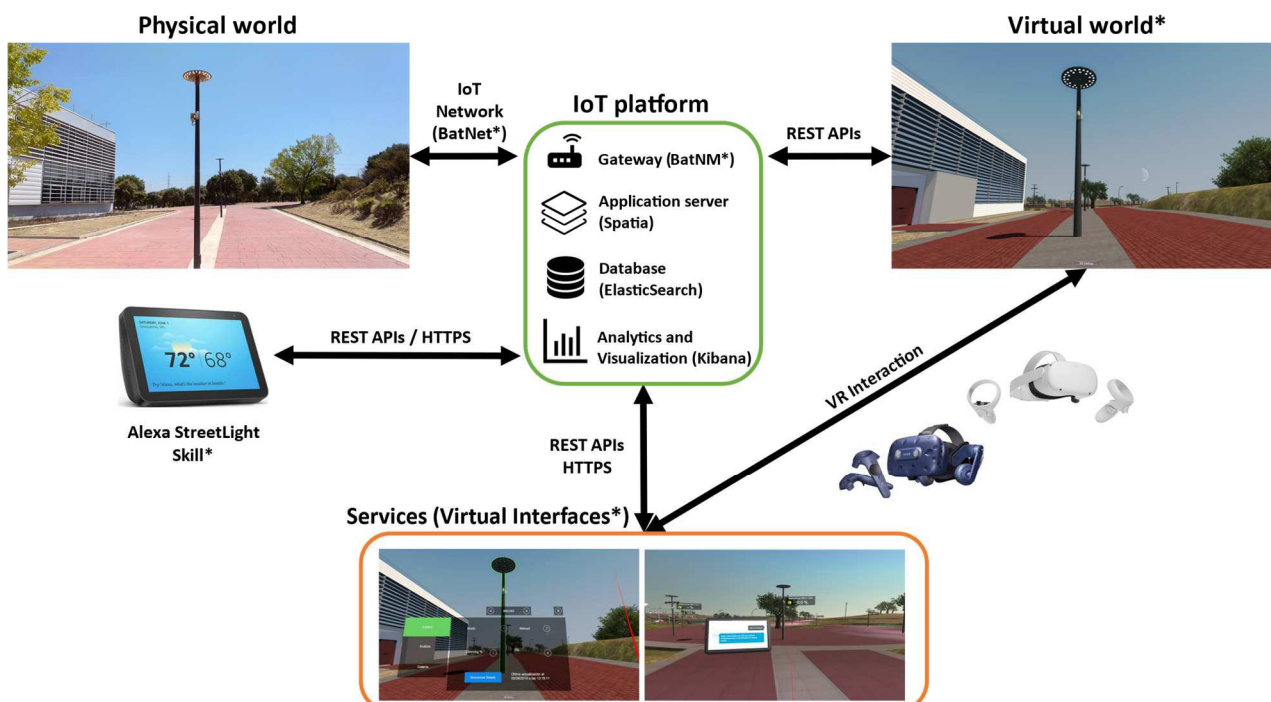 Physical world
Virtual world*
IoT
Network
(BatNet*)
IoT platform
REST APIs
Gateway (BatNM*)
Application server
(Spatia)
Database
(ElasticSearch)
Analytics and
Visualization (Kibana)
REST APIs / HTTPS
72° 68°
Alexa StreetLight
Skill*
VR Interaction
REST APIs
HTTPS
Services (Virtual Interfaces*)
Manual